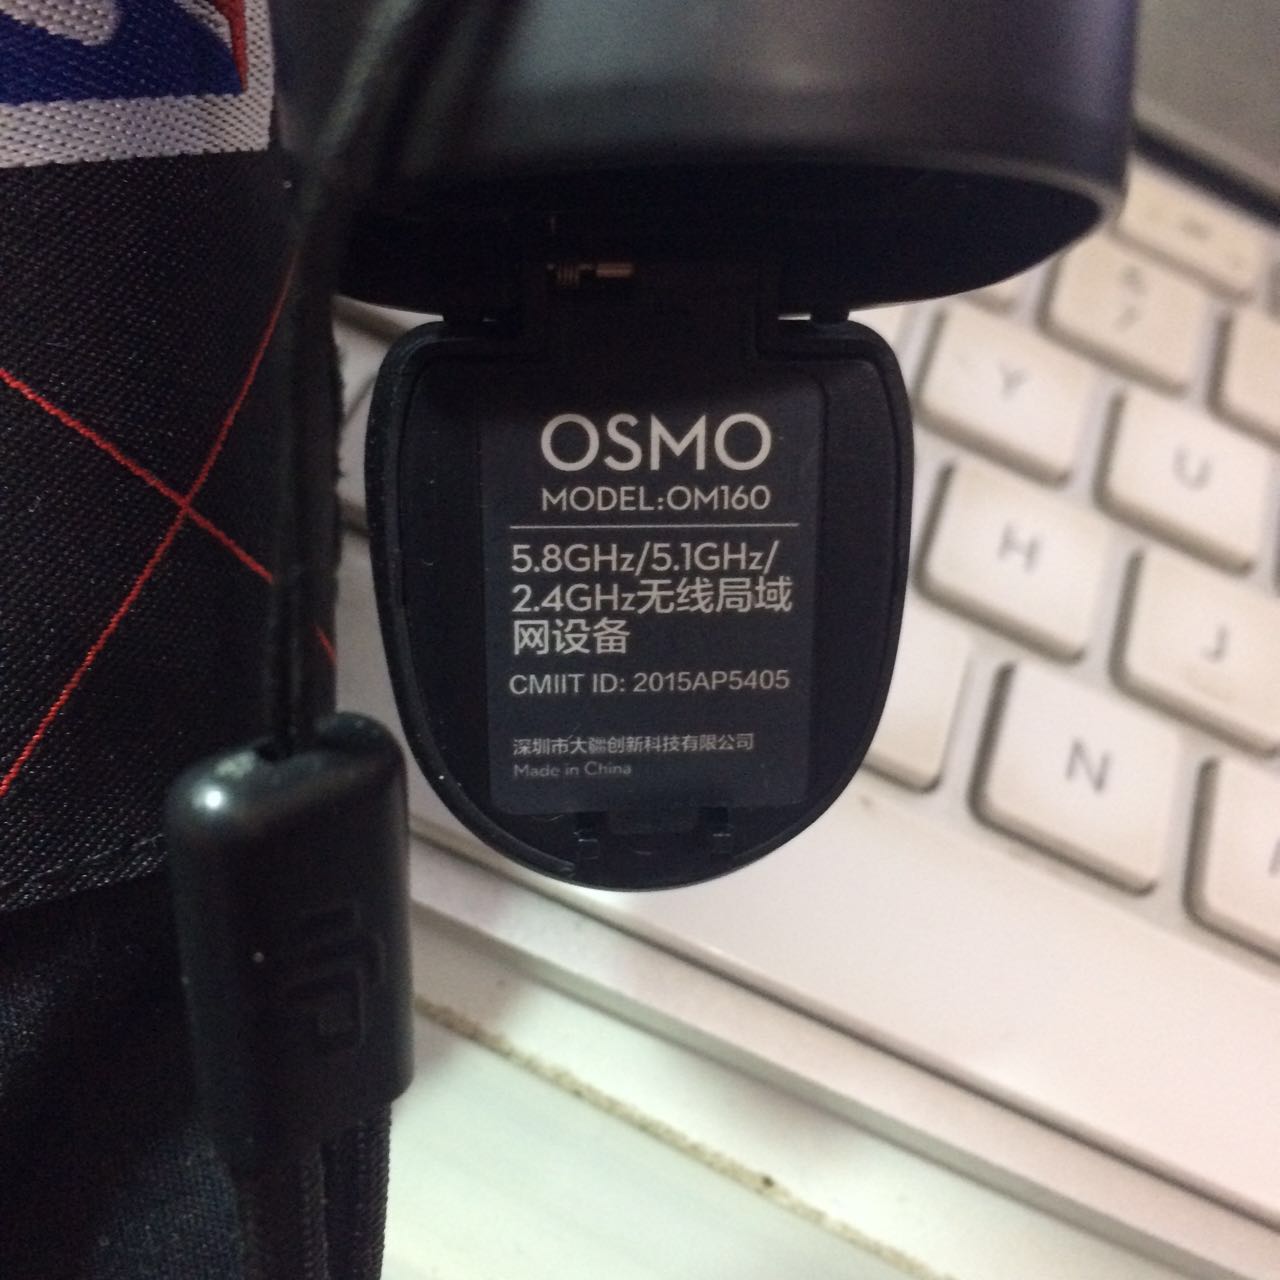 OSMO
MODEL:OM160
5.8GHz/5.1GHz/
2.4GHz无线局域
网设备
CMIIT ID: 2015AP5405
深圳市大疆创新科技有限公司
Made in China
7
Y
U
H
J
N